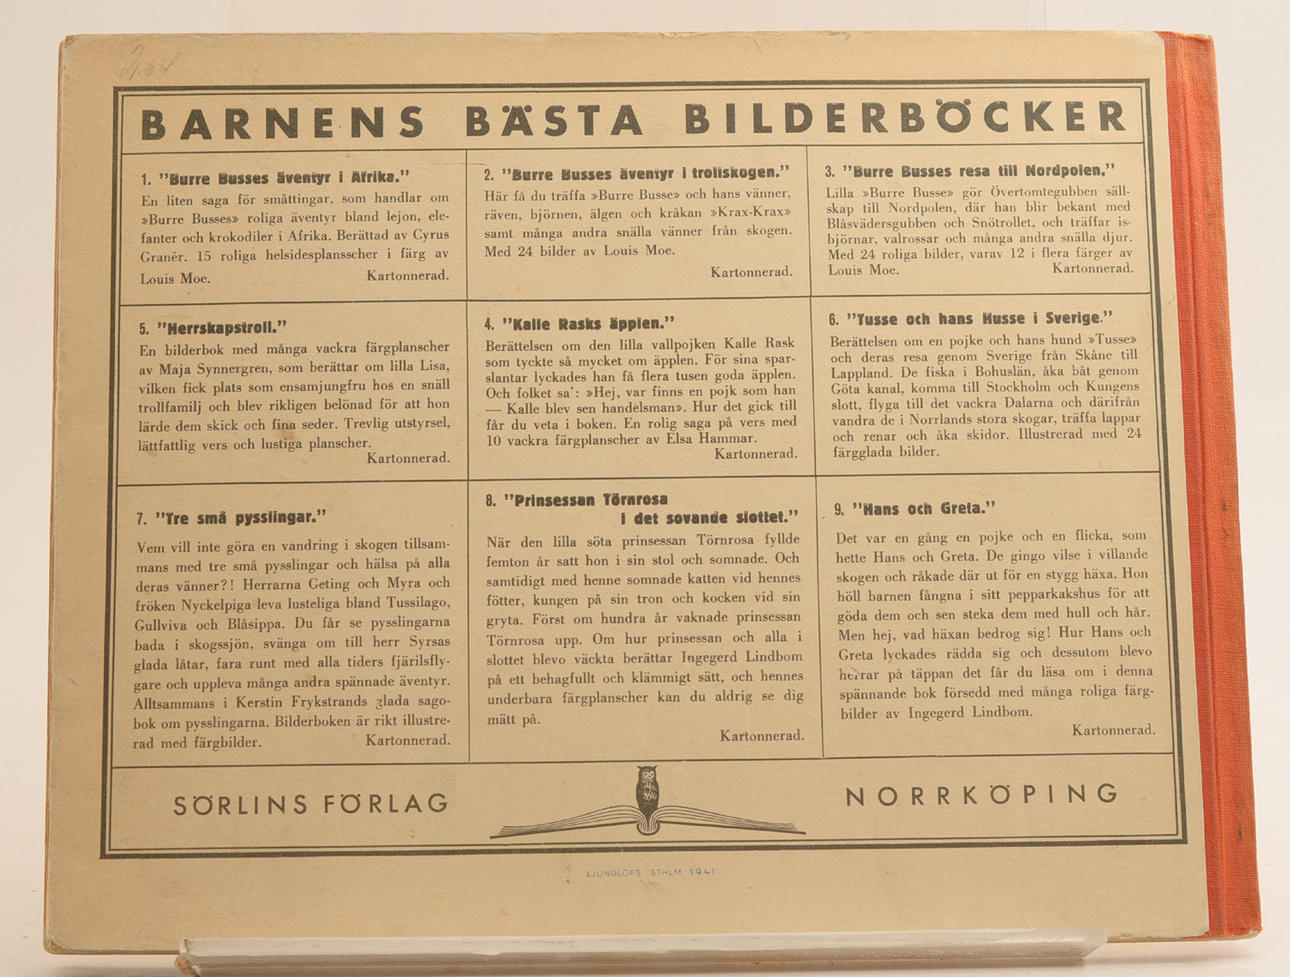 2.64
BARNENS BÄSTA BILDERBÖCKER
1. "Burre Busses äventyr i Afrika."
En liten saga för småttingar, som handlar om
»Burre Busses» roliga äventyr bland lejon, ele-
fanter och krokodiler i Afrika. Berättad av Cyrus
Granér. 15 roliga helsidesplansscher i färg av
Louis Moe. Kartonnerad.
2. "Burre Busses äventyr i trollskogen."
Här få du träffa »Burre Busse» och hans vänner,
räven, björnen, älgen och kråkan »Krax-Krax»
samt många andra snälla vänner från skogen.
Med 24 bilder av Louis Moe.
Kartonnerad.
3. "Burre Busses resa till Nordpolen."
Lilla »Burre Busse» gör Övertomtegubben säll-
skap till Nordpolen, där han blir bekant med
Blåsvädersgubben och Snötrollet, och träffar is-
björnar, valrossar och många andra snälla djur.
Med 24 roliga bilder, varav 12 i flera färger av
Louis Moe. Kartonnerad.
5. "Herrskapstroll."
En bilderbok med många vackra färgplanscher
av Maja Synnergren, som berättar om lilla Lisa,
vilken fick plats som ensamjungfru hos en snäll
trollfamilj och blev rikligen belönad för att hon
lärde dem skick och fina seder. Trevlig utstyrsel,
lättfattlig vers och lustiga planscher.
Kartonnerad.
4. "Kalle Rasks äpplen."
Berättelsen om den lilla vallpojken Kalle Rask
som tyckte så mycket om äpplen. För sina spar-
slantar lyckades han få flera tusen goda äpplen.
Och folket sa': »Hej, var finns en pojk som han
— Kalle blev sen handelsman». Hur det gick till
får du veta i boken. En rolig saga på vers med
10 vackra färgplanscher av Elsa Hammar.
Kartonnerad.
6. "Tusse och hans Husse i Sverige."
Berättelsen om en pojke och hans hund »Tusse»
och deras resa genom Sverige från Skåne till
Lappland. De fiska i Bohuslän, åka båt genom
Göta kanal, komma till Stockholm och Kungens
slott, flyga till det vackra Dalarna och därifrån
vandra de i Norrlands stora skogar, träffa lappar
och renar och åka skidor. Illustrerad med 24
färgglada bilder.
7. "Tre små pysslingar."
Vem vill inte göra en vandring i skogen tillsam-
mans med tre små pysslingar och hälsa på alla
deras vänner?! Herrarna Geting och Myra och
fröken Nyckelpiga leva lusteliga bland Tussilago,
Gullviva och Blåsippa. Du får se pysslingarna
bada i skogssjön, svänga om till herr Syrsas
glada låtar, fara runt med alla tiders fjärilsfly-
gare och uppleva många andra spännade äventyr.
Alltsammans i Kerstin Frykstrands glada sago-
bok om pysslingarna. Bilderboken är rikt illustre-
rad med färgbilder. Kartonnerad.
8. "Prinsessan Törnrosa
i det sovande slottet."
När den lilla söta prinsessan Törnrosa fyllde
femton år satt hon i sin stol och somnade. Och
samtidigt med henne somnade katten vid hennes
fötter, kungen på sin tron och kocken vid sin
gryta. Först om hundra år vaknade prinsessan
Törnrosa upp. Om hur prinsessan och alla i
slottet blevo väckta berättar Ingegerd Lindbom
på ett behagfullt och klämmigt sätt, och hennes
underbara färgplanscher kan du aldrig se dig
mätt på.
Kartonnerad.
9. "Hans och Greta."
Det var en gång en pojke och en flicka, som
hette Hans och Greta. De gingo vilse i villande
skogen och råkade där ut för en stygg häxa. Hon
höll barnen fångna i sitt pepparkakshus för att
göda dem och sen steka dem med hull och hår.
Men hej, vad häxan bedrog sig! Hur Hans och
Greta lyckades rädda sig och dessutom blevo
herrar på täppan det får du läsa om i denna
spännande bok försedd med många roliga färg-
bilder av Ingegerd Lindbom.
Kartonnerad.
SÖRLINS FÖRLAG
NORRKÖPING
LJUNGLÖFS STHLM 1941